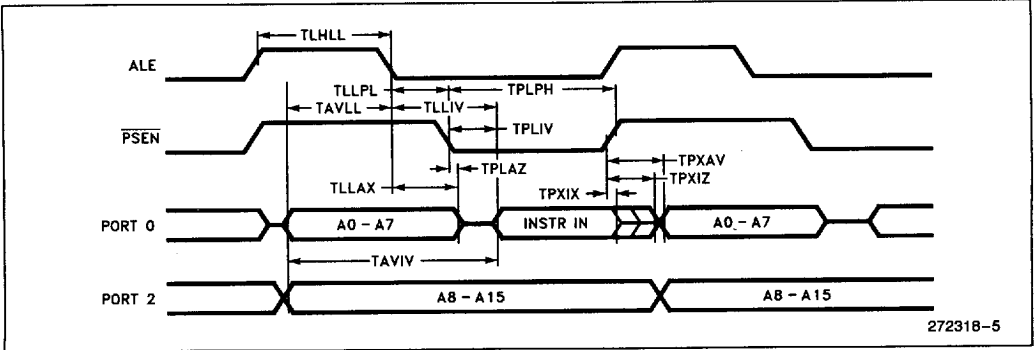 TLHLL
ALE
TLLPL
TPLPH
TAVLL
TLLIV
PSEN
TPLIV
TPLAZ
TPXAV
TPXIZ
TLLAX
TPXIX
PORT 0
A0 – A7
INSTR IN
A0 – A7
TAVIV
PORT 2
A8 – A15
A8 – A15
272318–5